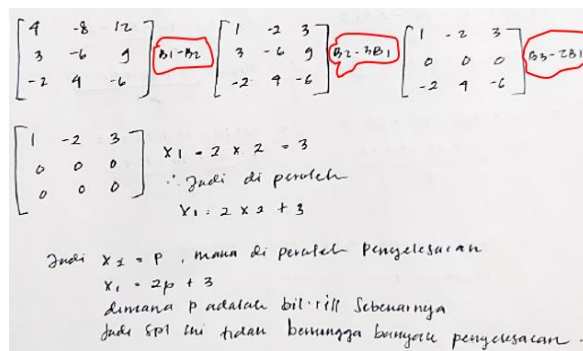 4 -8 12 1 -2 3 1 -2 3
3 -6 9 B1-B2 3 -6 9 B2-3B1 0 0 0 B3-2B1
-2 4 -6 -2 4 -6 -2 4 -6
1 -2 3
0 0 0
0 0 0
x1 - 2 x 2 = 3
∴ Jadi di peroleh
x1 = 2 x 2 + 3
Jadi x2 = p , maka di peroleh penyelesaian
x1 = 2p + 3
dimana p adalah bil. riil sebenarnya
Jadi spl ini tidak berhingga banyak penyelesaian.